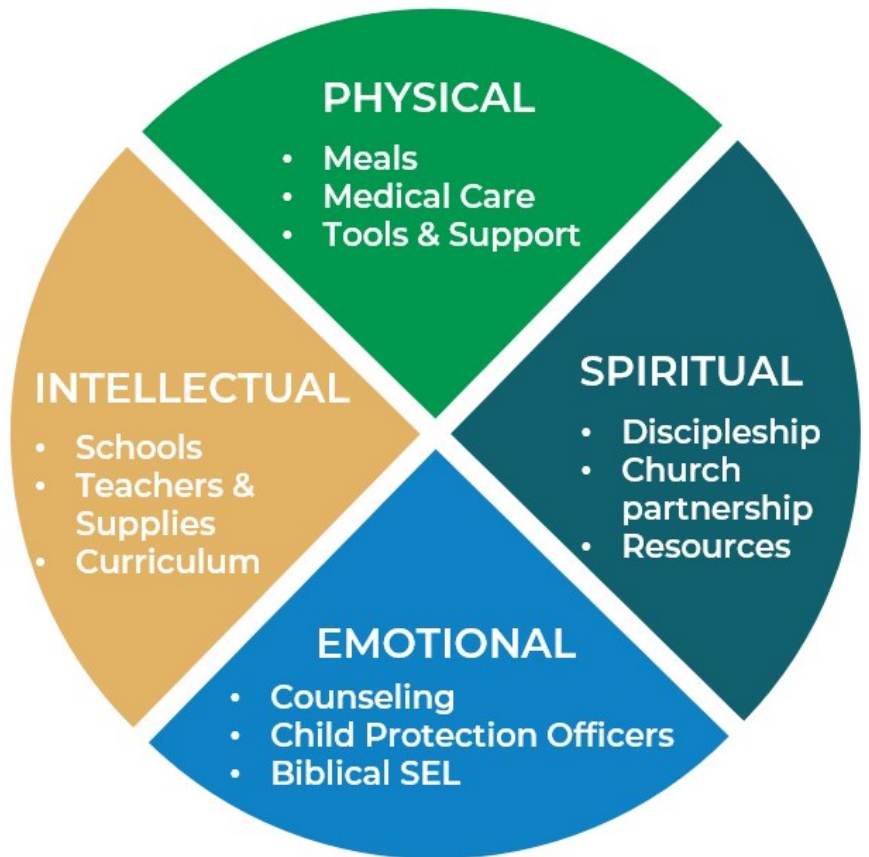 PHYSICAL
• Meals
• Medical Care
• Tools & Support
INTELLECTUAL
• Schools
• Teachers &
Supplies
• Curriculum
SPIRITUAL
• Discipleship
• Church
partnership
• Resources
EMOTIONAL
• Counseling
• Child Protection Officers
• Biblical SEL